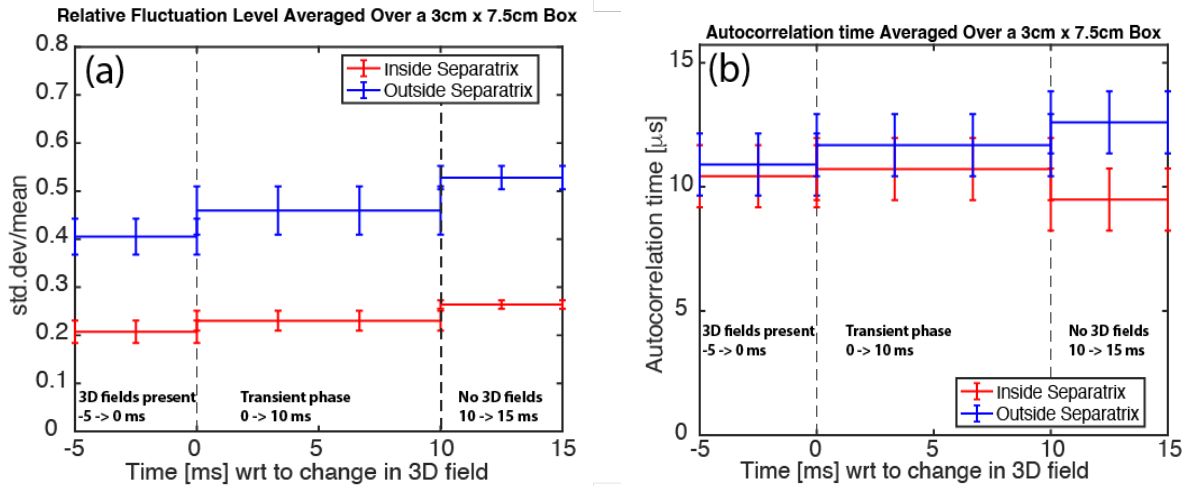 Relative Fluctuation Level Averaged Over a 3cm x 7.5cm Box
(a)
Inside Separatrix
Outside Separatrix
std.dev/mean
0.8
0.7
0.6
0.5
0.4
0.3
0.2
0.1
0
3D fields present
-5 -> 0 ms
Transient phase
0 -> 10 ms
No 3D fields
10 -> 15 ms
-5 0 5 10 15
Time [ms] wrt to change in 3D field
Autocorrelation time Averaged Over a 3cm x 7.5cm Box
(b)
Autocorrelation time [μs]
15
10
5
0
3D fields present
-5 -> 0 ms
Transient phase
0 -> 10 ms
No 3D fields
10 -> 15 ms
Inside Separatrix
Outside Separatrix
-5 0 5 10 15
Time [ms] wrt to change in 3D field